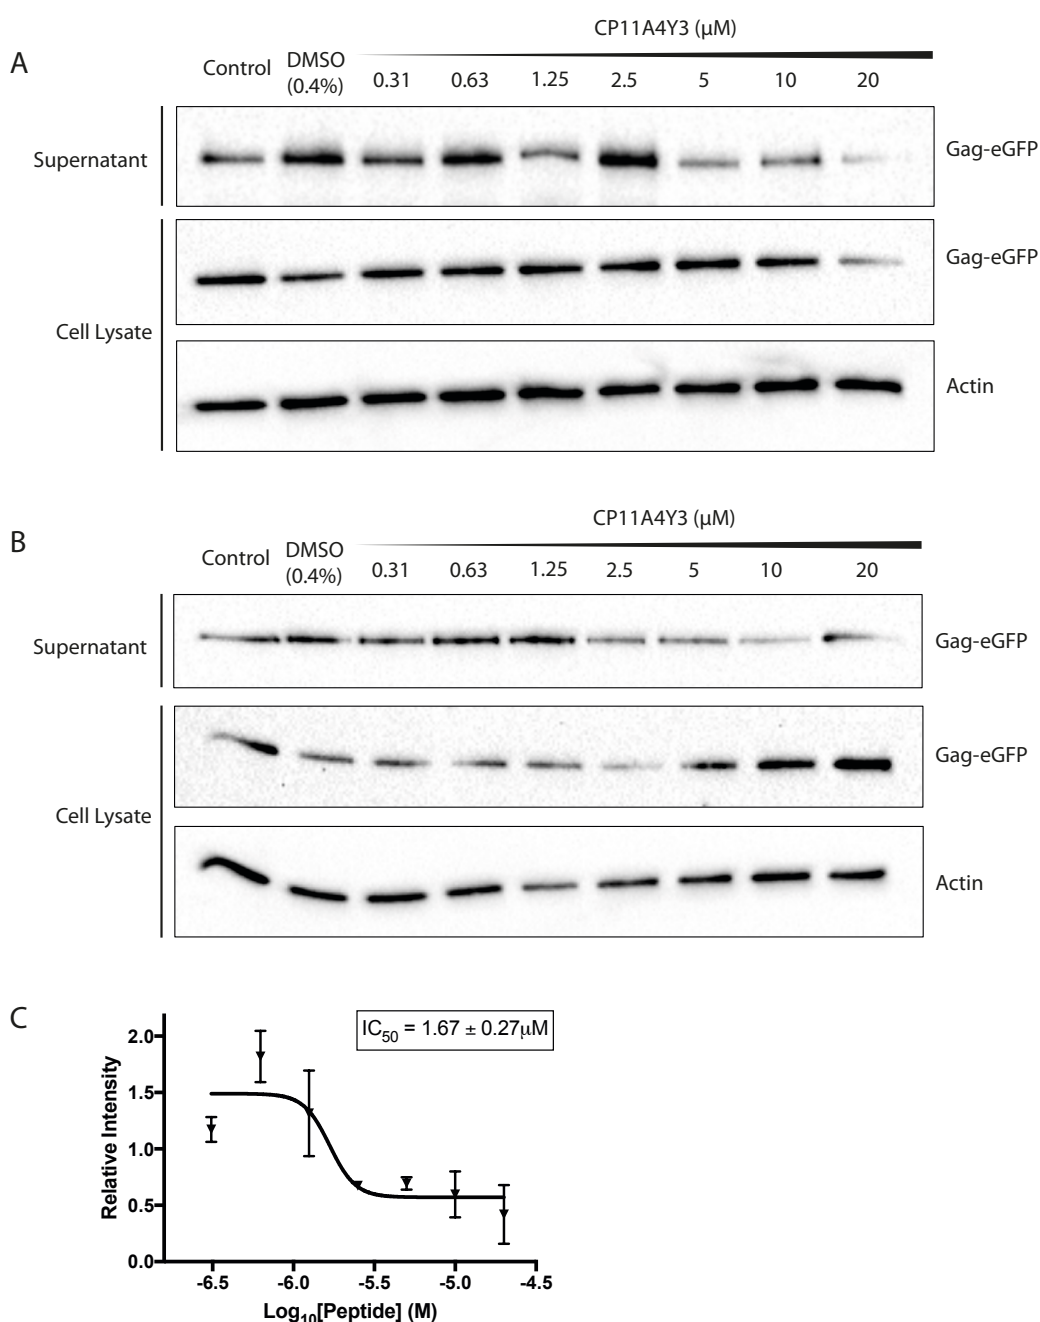 A
CP11A4Y3 (µM)
Control DMSO (0.4%) 0.31 0.63 1.25 2.5 5 10 20
Supernatant Gag-eGFP
Gag-eGFP
Cell Lysate
Actin
B
CP11A4Y3 (µM)
Control DMSO (0.4%) 0.31 0.63 1.25 2.5 5 10 20
Supernatant Gag-eGFP
Gag-eGFP
Cell Lysate
Actin
C
IC50 = 1.67 ± 0.27µM
Relative Intensity
2.0
1.5
1.0
0.5
0.0
-6.5 -6.0 -5.5 -5.0 -4.5
Log10[Peptide] (M)